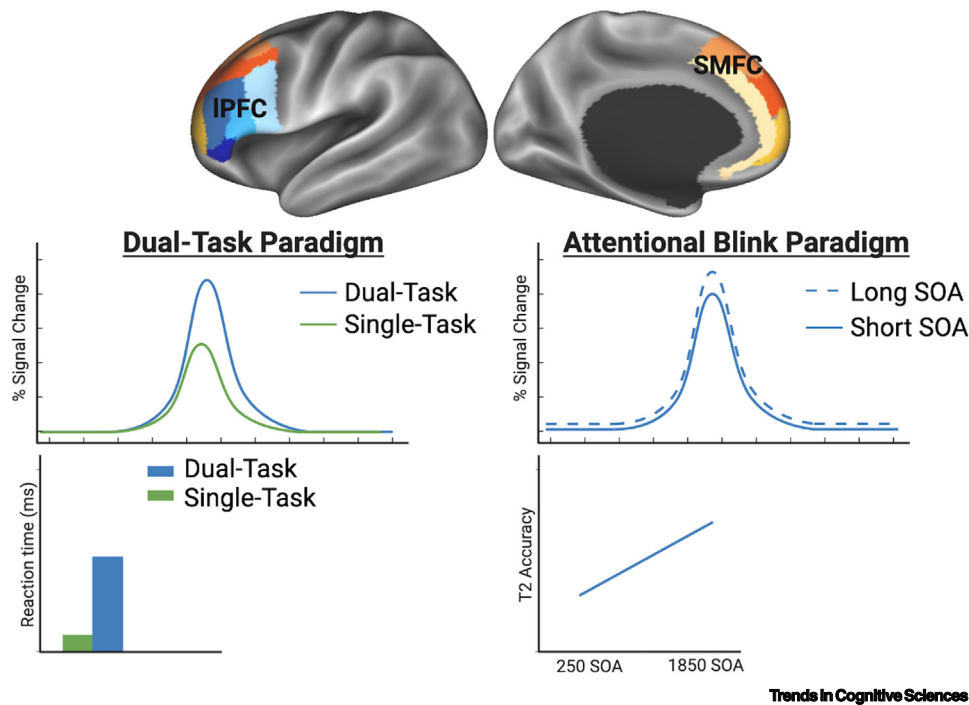 lPFC
SMFC
Dual-Task Paradigm
% Signal Change
Dual-Task
Single-Task
Attentional Blink Paradigm
% Signal Change
Long SOA
Short SOA
Reaction time (ms)
Dual-Task
Single-Task
T2 Accuracy
250 SOA
1850 SOA
Trends in Cognitive Sciences